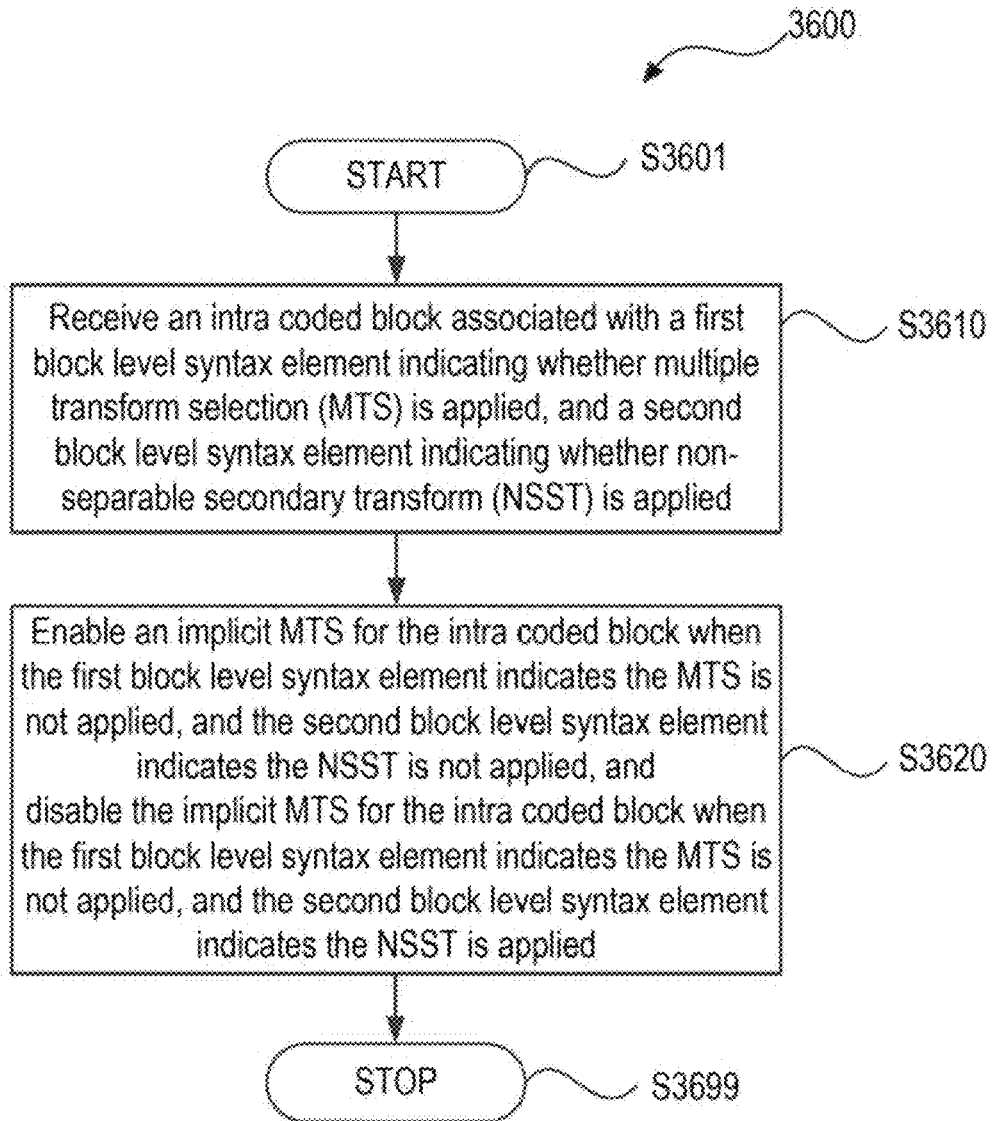 3600
START
S3601
Receive an intra coded block associated with a first
block level syntax element indicating whether multiple
transform selection (MTS) is applied, and a second
block level syntax element indicating whether non-
separable secondary transform (NSST) is applied
S3610
Enable an implicit MTS for the intra coded block when
the first block level syntax element indicates the MTS is
not applied, and the second block level syntax element
indicates the NSST is not applied, and
disable the implicit MTS for the intra coded block when
the first block level syntax element indicates the MTS is
not applied, and the second block level syntax element
indicates the NSST is applied
S3620
STOP
S3699